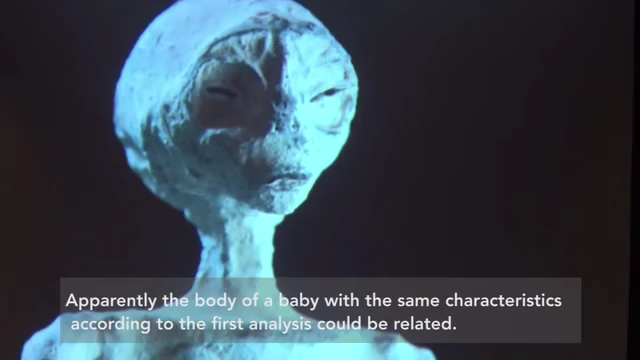 Apparently the body of a baby with the same characteristics
according to the first analysis could be related.